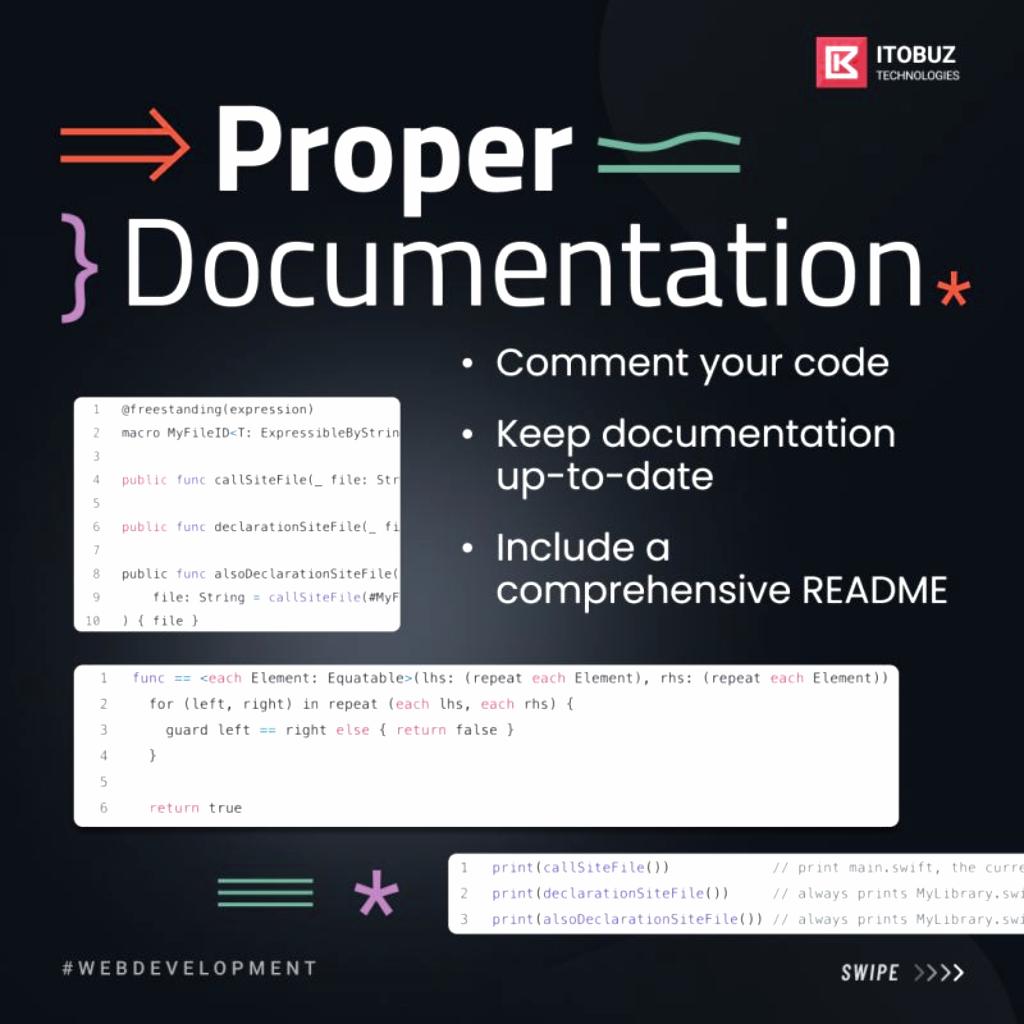 ITOBUZ
TECHNOLOGIES
Proper
} Documentation*
• Comment your code
• Keep documentation
up-to-date
• Include a
comprehensive README
1 @freestanding(expression)
2 macro MyFileID<T: ExpressibleByStrin
3
4 public func callSiteFile(_ file: Str
5
6 public func declarationSiteFile(_ fi
7
8 public func alsoDeclarationSiteFile(
9 file: String = callSiteFile(#MyF
10 ) { file }
1 func == <each Element: Equatable>(lhs: (repeat each Element), rhs: (repeat each Element))
2 for (left, right) in repeat (each lhs, each rhs) {
3 guard left == right else { return false }
4 }
5
6 return true
1 print(callSiteFile()) // print main.swift, the curre
2 print(declarationSiteFile()) // always prints MyLibrary.swi
3 print(alsoDeclarationSiteFile()) // always prints MyLibrary.swi
#WEBDEVELOPMENT
SWIPE >>>>